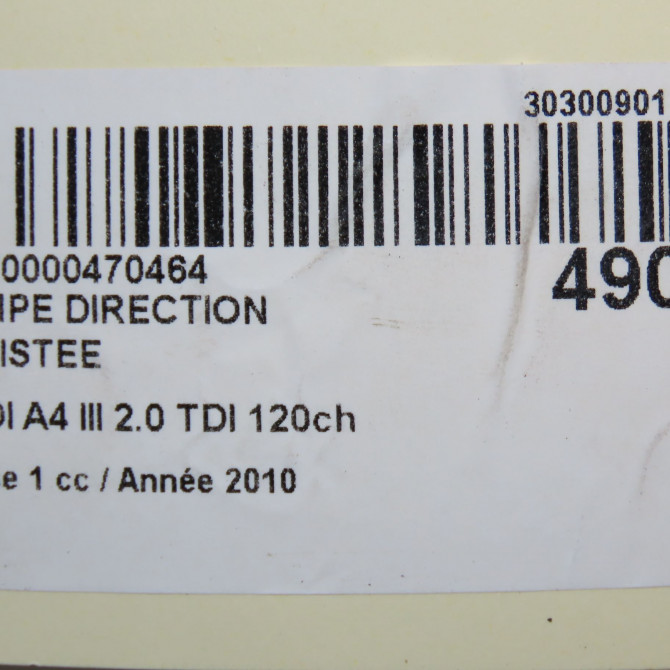 30300901
0000470464
490
IPE DIRECTION
ISTEE
DI A4 III 2.0 TDI 120ch
e 1 cc / Année 2010